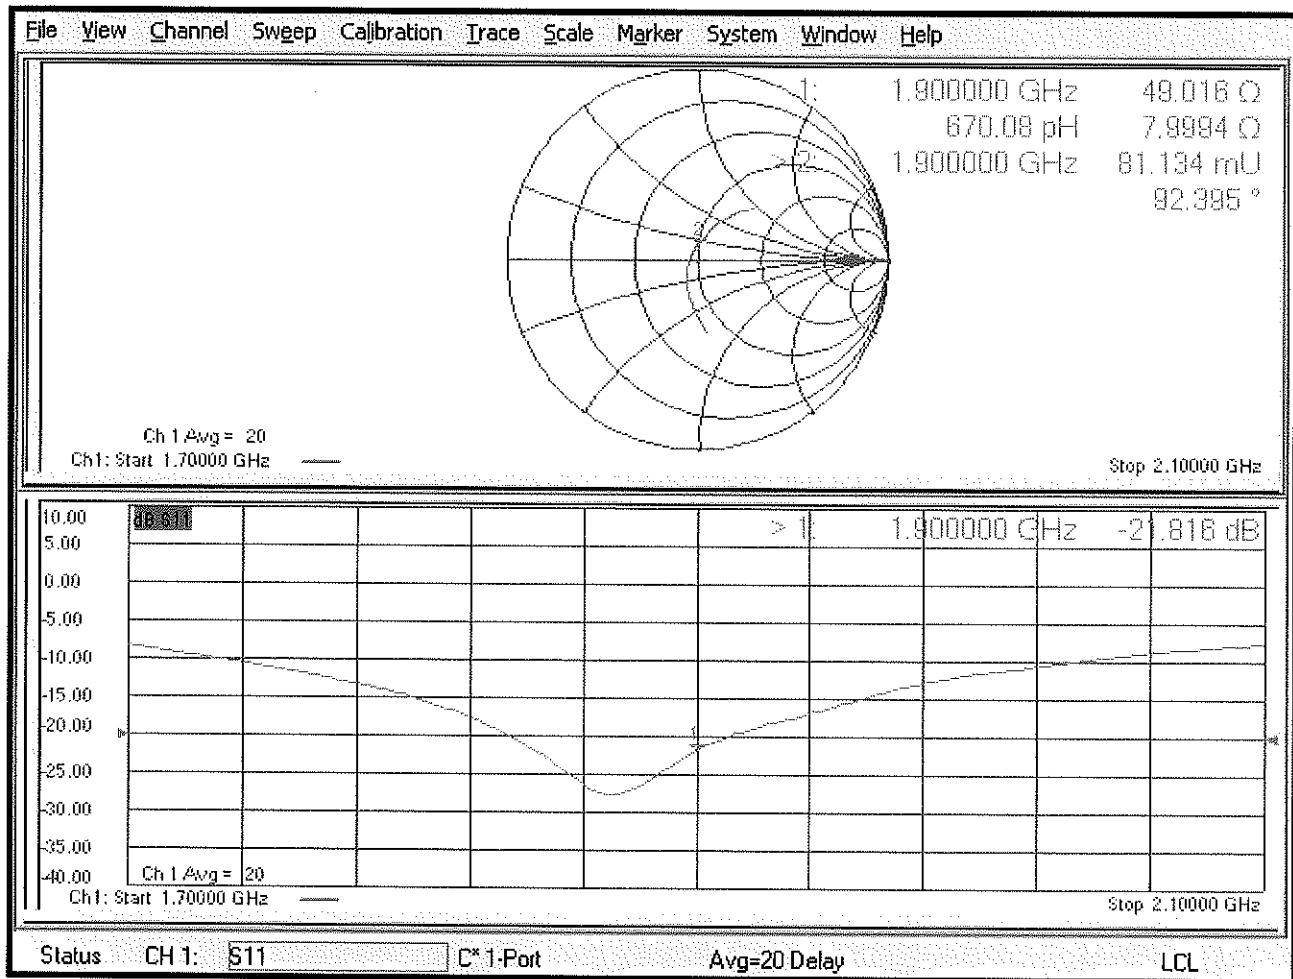 File View Channel Sweep Calibration Trace Scale Marker System Window Help
1: 1.900000 GHz 49.016 Ω
670.08 pH 7.9994 Ω
> 2: 1.900000 GHz 81.134 mU
92.395 °
2
Ch 1 Avg = 20
Ch1: Start 1.70000 GHz
Stop 2.10000 GHz
10.00
5.00
0.00
-5.00
-10.00
-15.00
-20.00
-25.00
-30.00
-35.00
-40.00
dB S11
> 1: 1.900000 GHz -21.816 dB
1
Ch 1 Avg = 20
Ch1: Start 1.70000 GHz
Stop 2.10000 GHz
Status CH 1: S11 C* 1-Port Avg=20 Delay LCL